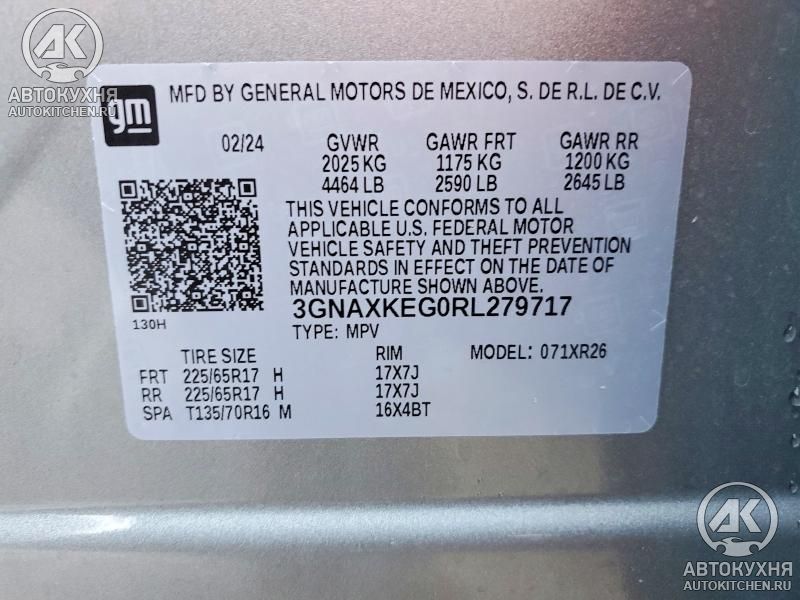 АК
АВТОКУХНЯ
AUTOKITCHEN.RU
gm
MFD BY GENERAL MOTORS DE MEXICO, S. DE R.L. DE C.V.
02/24 GVWR GAWR FRT GAWR RR
2025 KG 1175 KG 1200 KG
4464 LB 2590 LB 2645 LB
THIS VEHICLE CONFORMS TO ALL
APPLICABLE U.S. FEDERAL MOTOR
VEHICLE SAFETY AND THEFT PREVENTION
STANDARDS IN EFFECT ON THE DATE OF
MANUFACTURE SHOWN ABOVE.
3GNAXKEG0RL279717
130H
TYPE: MPV
TIRE SIZE RIM MODEL: 071XR26
FRT 225/65R17 H 17X7J
RR 225/65R17 H 17X7J
SPA T135/70R16 M 16X4BT
АК
АВТОКУХНЯ
AUTOKITCHEN.RU